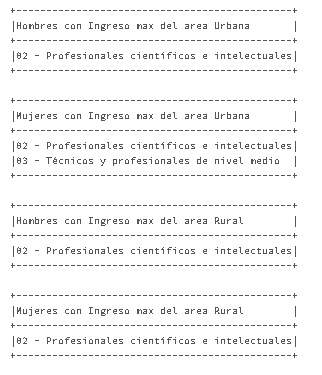 +----------------------------------------------+
|Hombres con Ingreso max del area Urbana       |
+----------------------------------------------+
|02 - Profesionales científicos e intelectuales|
+----------------------------------------------+

+----------------------------------------------+
|Mujeres con Ingreso max del area Urbana       |
+----------------------------------------------+
|02 - Profesionales científicos e intelectuales|
|03 - Técnicos y profesionales de nivel medio  |
+----------------------------------------------+

+----------------------------------------------+
|Hombres con Ingreso max del area Rural        |
+----------------------------------------------+
|02 - Profesionales científicos e intelectuales|
+----------------------------------------------+

+----------------------------------------------+
|Mujeres con Ingreso max del area Rural        |
+----------------------------------------------+
|02 - Profesionales científicos e intelectuales|
+----------------------------------------------+